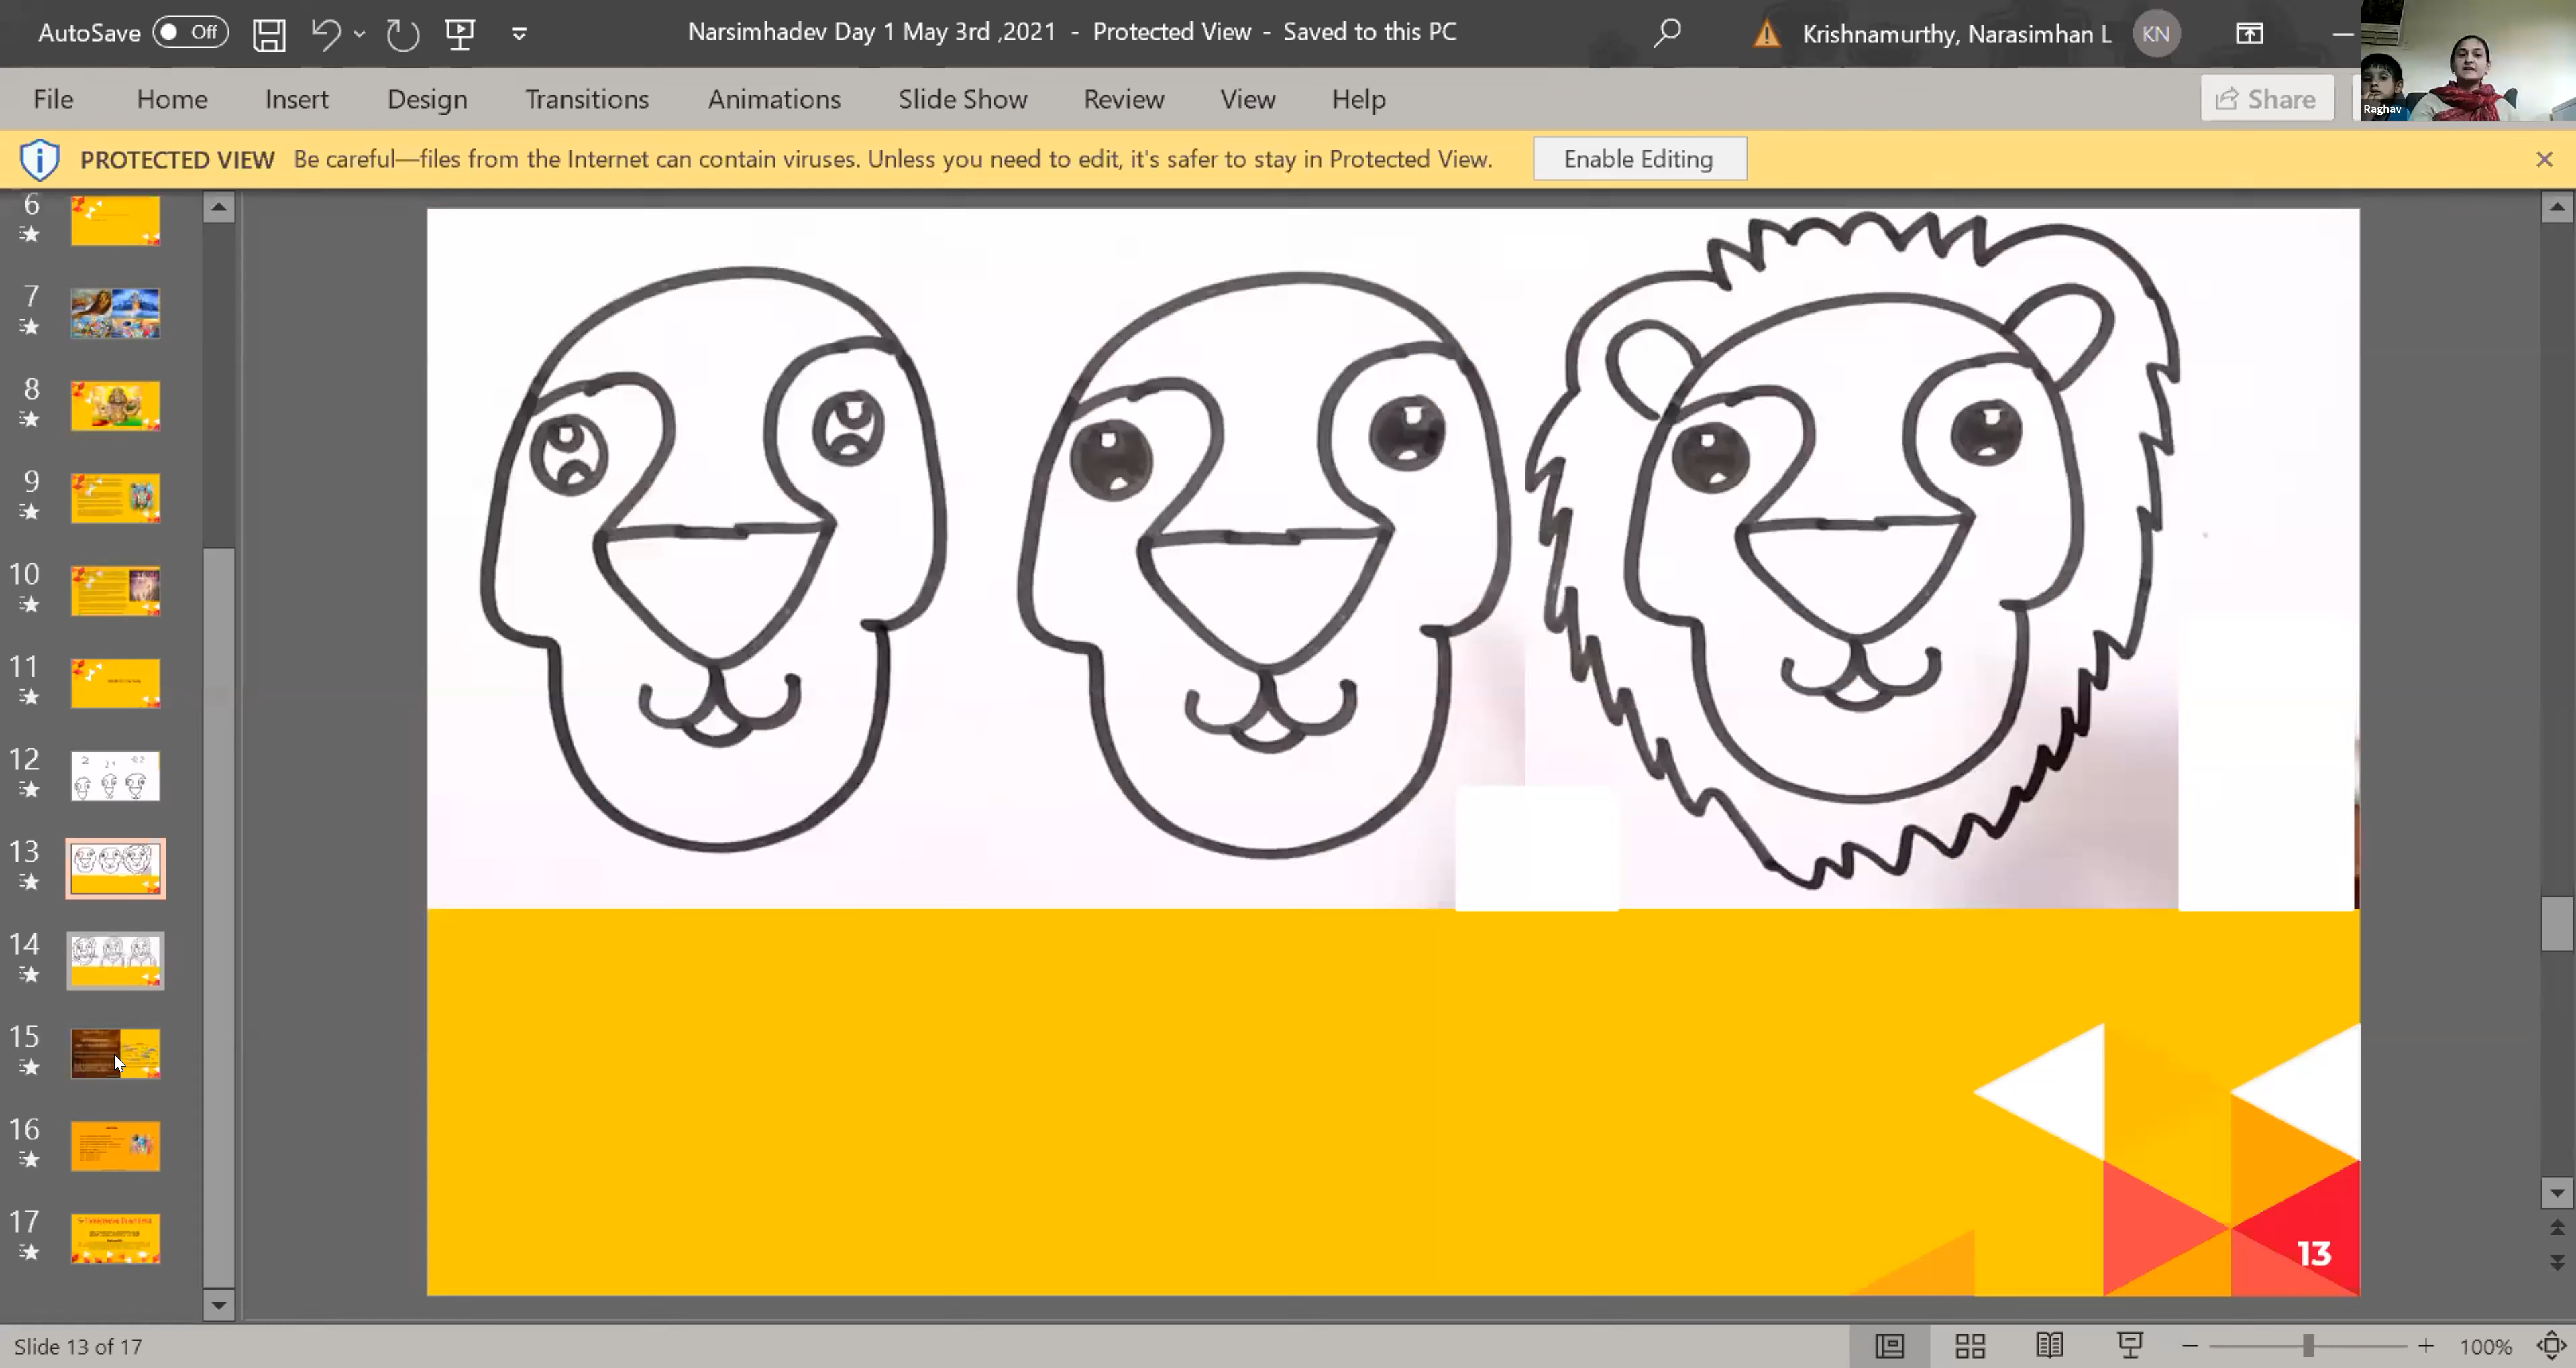 AutoSave Off
Narsimhadev Day 1 May 3rd ,2021 - Protected View - Saved to this PC
Krishnamurthy, Narasimhan L KN
File Home Insert Design Transitions Animations Slide Show Review View Help
Share
Raghav
PROTECTED VIEW Be careful—files from the Internet can contain viruses. Unless you need to edit, it's safer to stay in Protected View. Enable Editing
6
7
8
9
10
11
12
13
14
15
16
17
13
Slide 13 of 17
100%